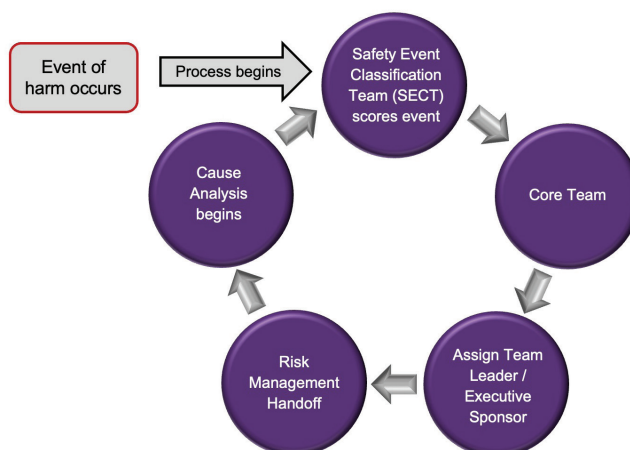 Event of
harm occurs
Process begins
Safety Event
Classification
Team (SECT)
scores event
Core Team
Assign Team
Leader /
Executive
Sponsor
Risk
Management
Handoff
Cause
Analysis
begins